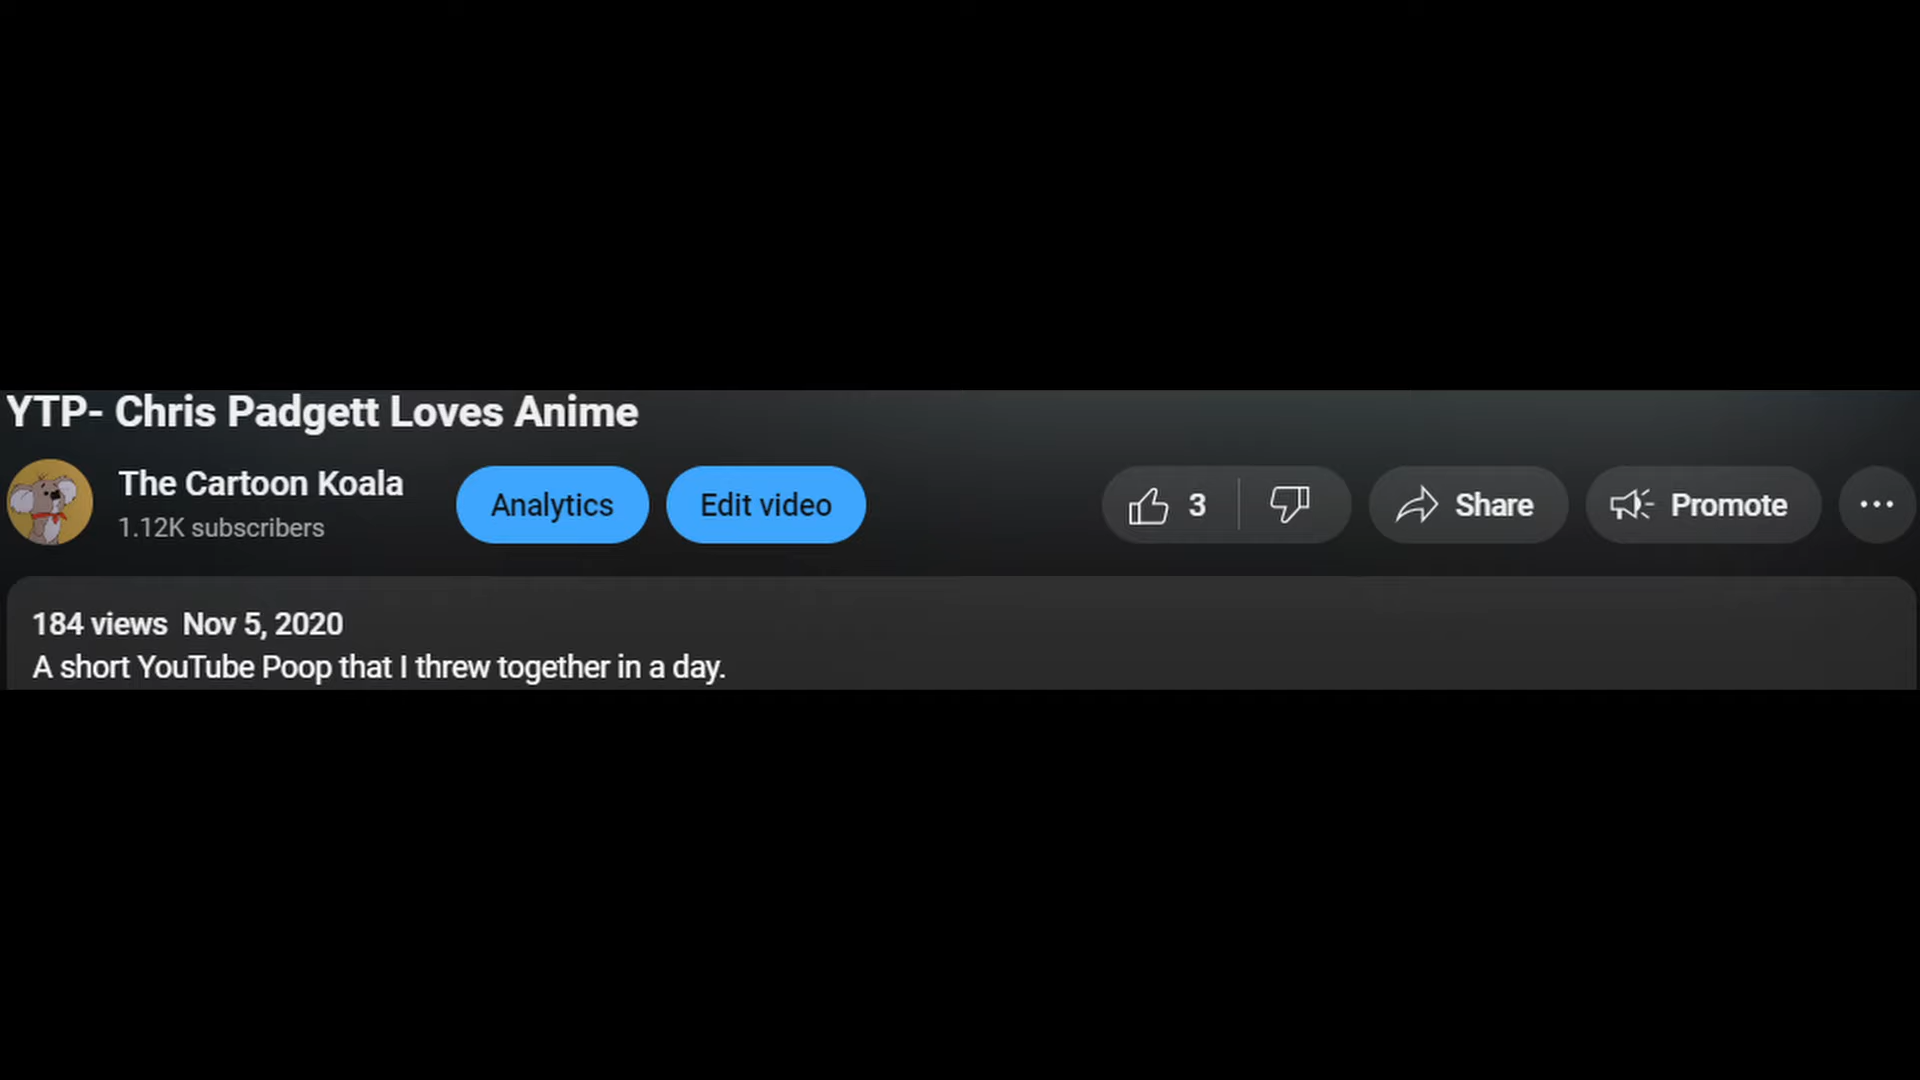 YTP- Chris Padgett Loves Anime
The Cartoon Koala
1.12K subscribers
Analytics
Edit video
3
Share
Promote
184 views Nov 5, 2020
A short YouTube Poop that I threw together in a day.